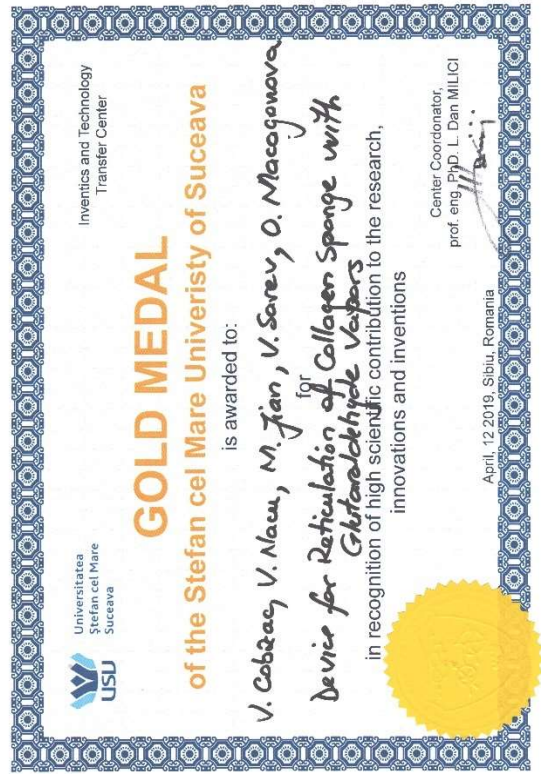 Universitatea
Ştefan cel Mare
Suceava
USU
Inventics and Technology
Transfer Center
GOLD MEDAL
of the Stefan cel Mare Univeristy of Suceava
is awarded to:
V. Cobzac, V. Nacu, M. Jian, V. Sarev, O. Macagonova
for
Device for Reticulation of Collagen Sponge with
Glutaraldehyde Vapors
in recognition of high scientific contribution to the research,
innovations and inventions
Center Coordonator,
prof. eng. PhD. L. Dan MILICI
April, 12 2019, Sibiu, Romania